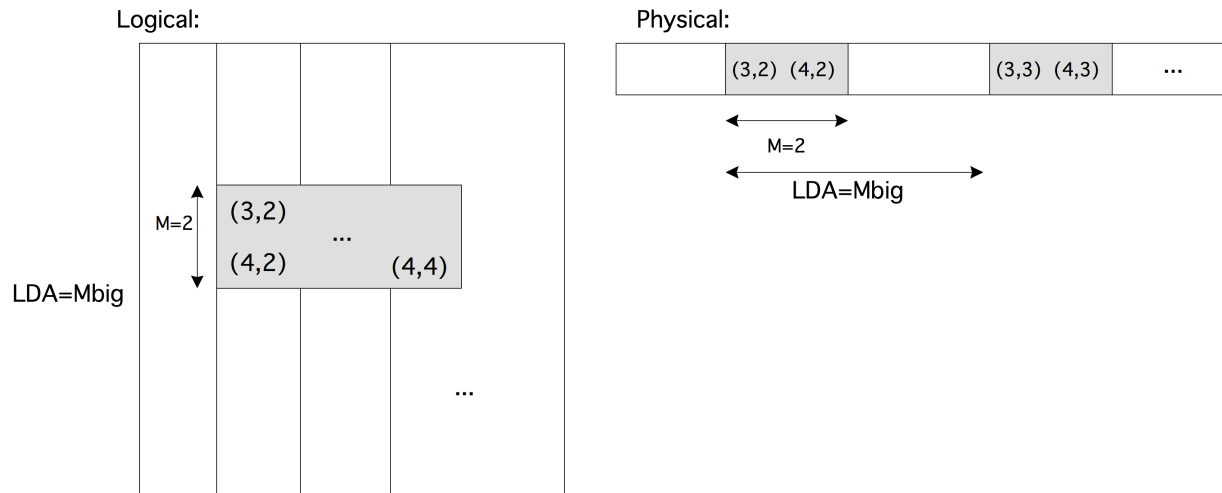 Logical:
M=2
(3,2)
...
(4,2)
(4,4)
LDA=Mbig
...
Physical:
(3,2) (4,2)
(3,3) (4,3)
...
M=2
LDA=Mbig